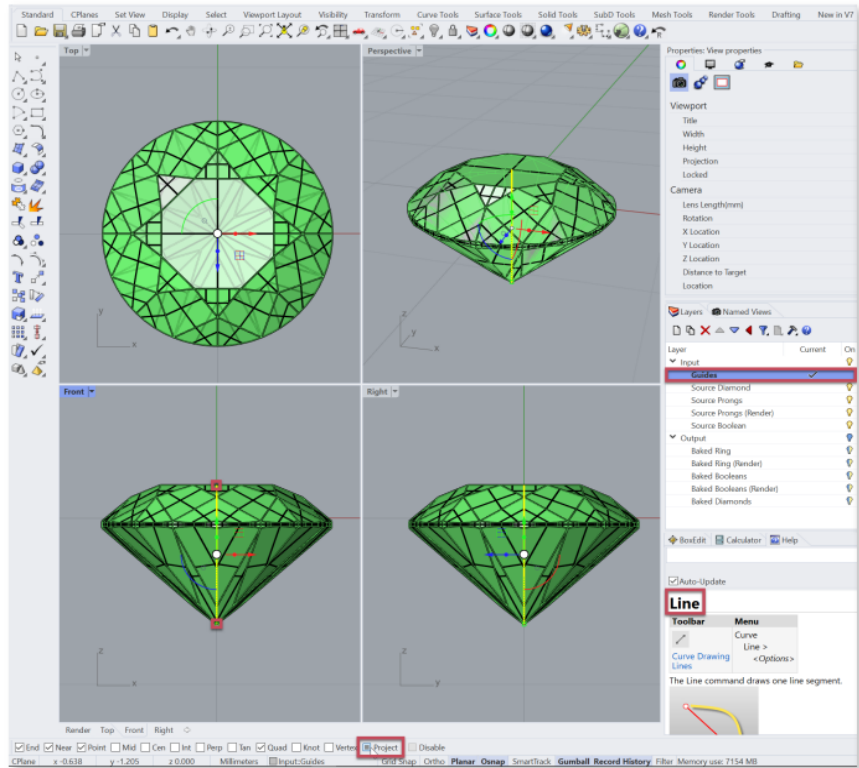 Standard CPlanes Set View Display Select Viewport Layout Visibility Transform Curve Tools Surface Tools Solid Tools SubD Tools Mesh Tools Render Tools Drafting New in V7
Top
Perspective
Properties: View properties
Viewport
Title
Width
Height
Projection
Locked
Camera
Lens Length(mm)
Rotation
X Location
Y Location
Z Location
Distance to Target
Location
y
x
z
y
x
Layers Named Views
Layer Current On
Input
Guides
Source Diamond
Source Prongs
Source Prongs (Render)
Source Boolean
Output
Baked Ring
Baked Ring (Render)
Baked Booleans
Baked Booleans (Render)
Baked Diamonds
Front
Right
z
x
z
y
BoxEdit Calculator Help
Auto-Update
Line
Toolbar Menu
Curve
Line >
<Options>
Curve Drawing
Lines
The Line command draws one line segment.
Render Top Front Right
End Near Point Mid Cen Int Perp Tan Quad Knot Vertex Project Disable
CPlane x -0.638 y -1.205 z 0.000 Millimeters Input:Guides Grid Snap Ortho Planar Osnap SmartTrack Gumball Record History Filter Memory use: 7154 MB